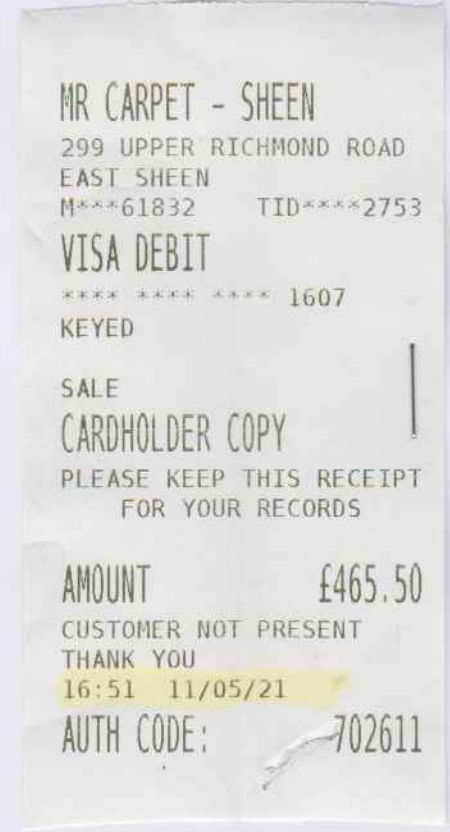 MR CARPET - SHEEN
299 UPPER RICHMOND ROAD
EAST SHEEN
M***61832 TID****2753
VISA DEBIT
**** **** **** 1607
KEYED
SALE
CARDHOLDER COPY
PLEASE KEEP THIS RECEIPT
FOR YOUR RECORDS
AMOUNT £465.50
CUSTOMER NOT PRESENT
THANK YOU
16:51 11/05/21
AUTH CODE: 702611